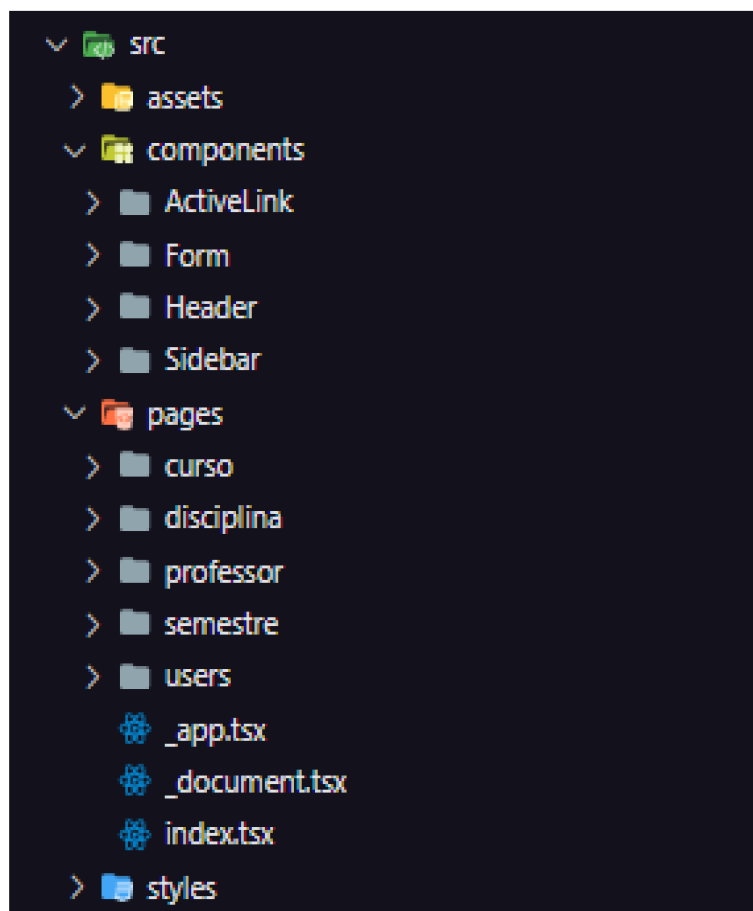 src
assets
components
ActiveLink
Form
Header
Sidebar
pages
curso
disciplina
professor
semestre
users
_app.tsx
_document.tsx
index.tsx
styles